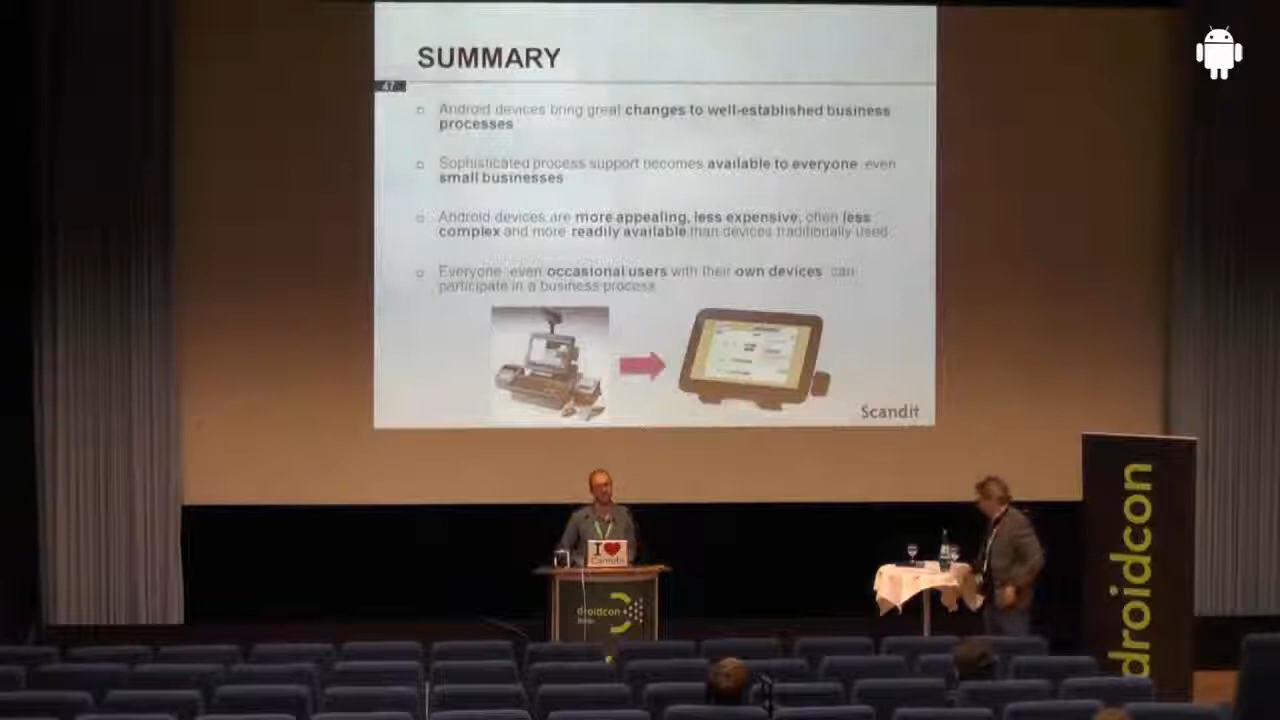 SUMMARY
47
Android devices bring great changes to well-established business
processes
Sophisticated process support becomes available to everyone even
small businesses
Android devices are more appealing, less expensive, often less
complex and more readily available than devices traditionally used
Everyone even occasional users with their own devices can
participate in a business process
Scandit
I
droidcon
droidcon